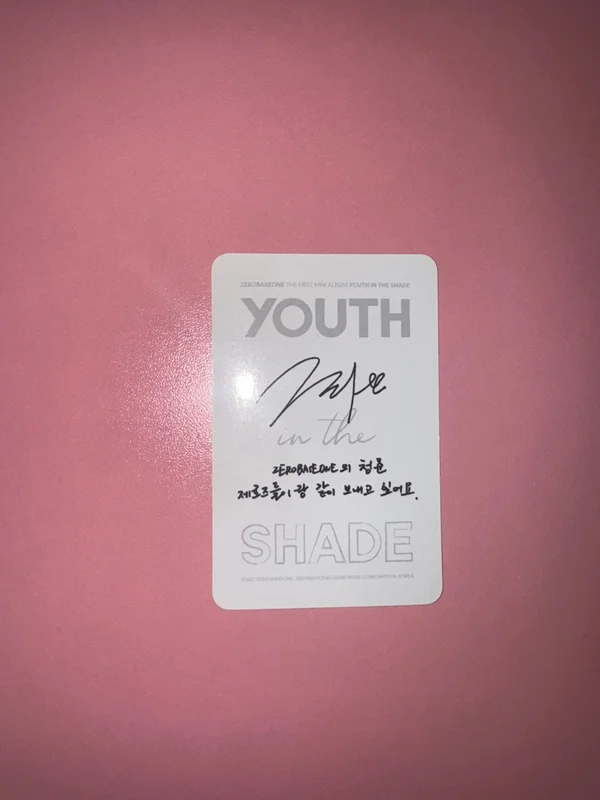 ZEROBASEONE THE FIRST MINI ALBUM YOUTH IN THE SHADE
YOUTH
in the
ZEROBASEONE의 청춘
제로즈들이랑 같이 보내고 싶어요.
SHADE